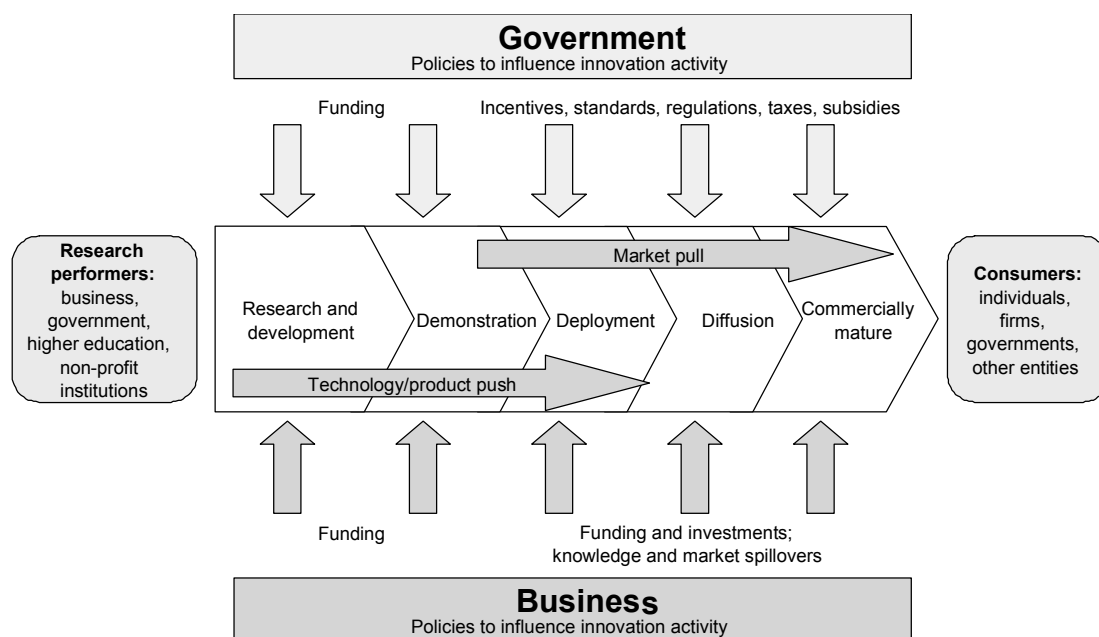 Government
Policies to influence innovation activity
Funding
Incentives, standards, regulations, taxes, subsidies
Research
performers:
business,
government,
higher education,
non-profit
institutions
Market pull
Research and
development
Demonstration
Deployment
Diffusion
Commercially
mature
Technology/product push
Consumers:
individuals,
firms,
governments,
other entities
Funding
Funding and investments;
knowledge and market spillovers
Business
Policies to influence innovation activity